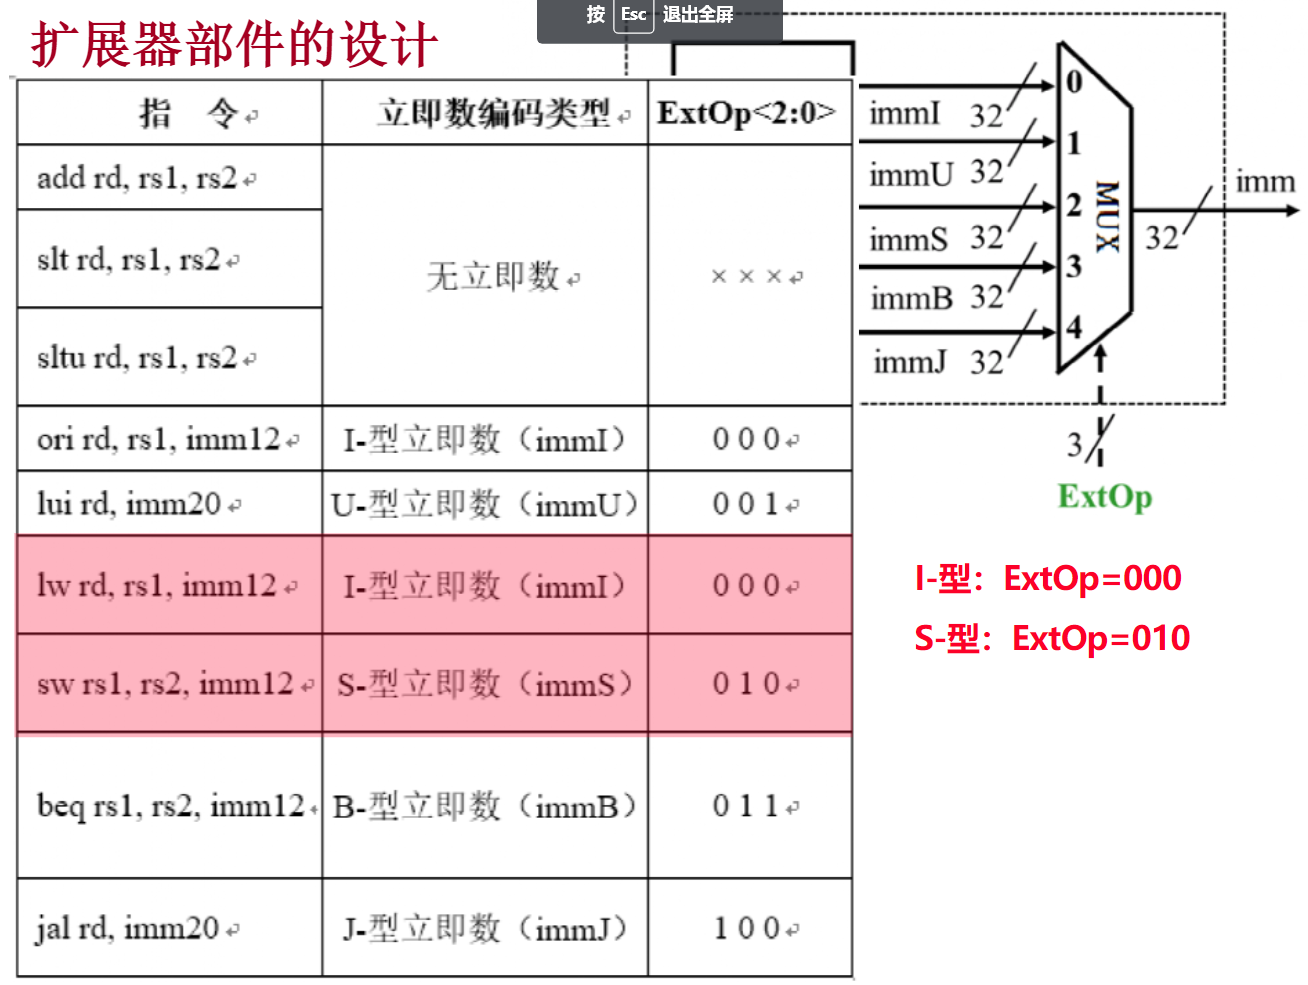 按 Esc 退出全屏
扩展器部件的设计
指 令 立即数编码类型 ExtOp<2:0>
add rd, rs1, rs2
slt rd, rs1, rs2
无立即数 × × ×
sltu rd, rs1, rs2
ori rd, rs1, imm12 I-型立即数（immI） 0 0 0
lui rd, imm20 U-型立即数（immU） 0 0 1
lw rd, rs1, imm12 I-型立即数（immI） 0 0 0
sw rs1, rs2, imm12 S-型立即数（immS） 0 1 0
beq rs1, rs2, imm12 B-型立即数（immB） 0 1 1
jal rd, imm20 J-型立即数（immJ） 1 0 0
immI 32 0
immU 32 1
immS 32 2
immB 32 3
immJ 32 4
MUX
imm
32
3
ExtOp
I-型：ExtOp=000
S-型：ExtOp=010